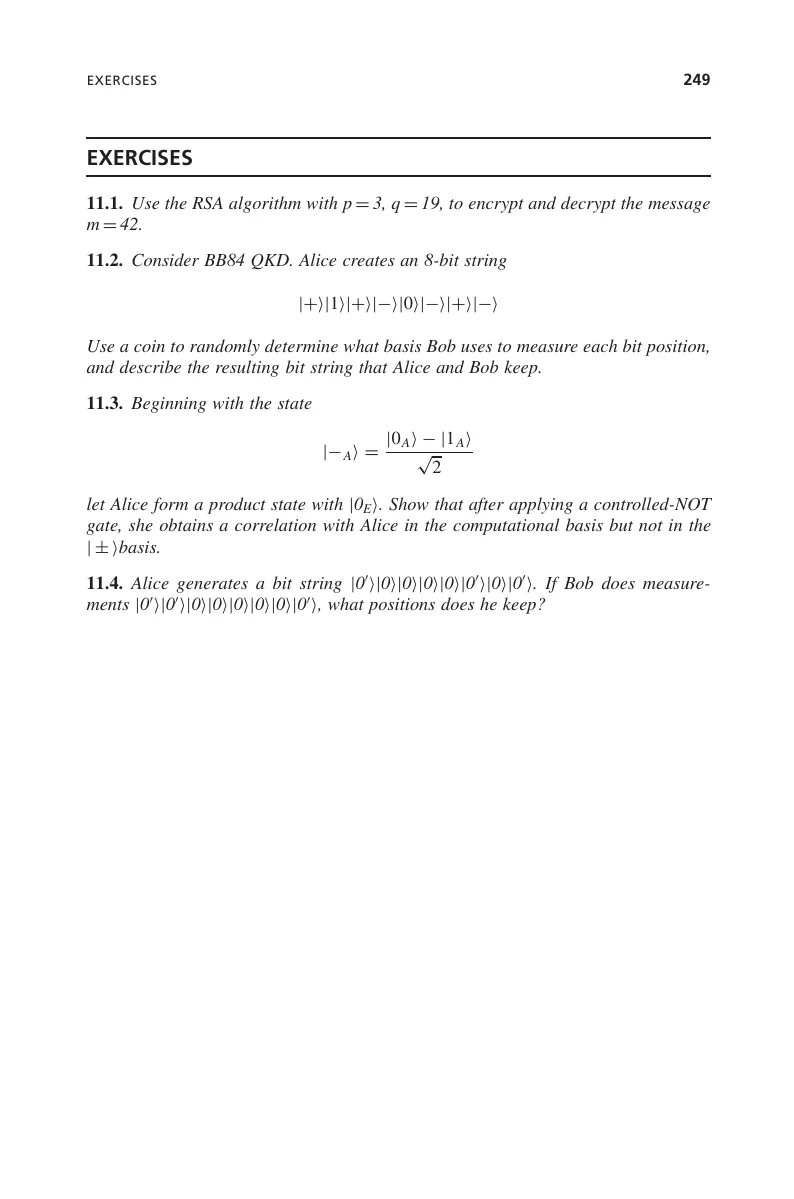 EXERCISES 249
EXERCISES
11.1. Use the RSA algorithm with p = 3, q = 19, to encrypt and decrypt the message
m = 42.
11.2. Consider BB84 QKD. Alice creates an 8-bit string
|+⟩|1⟩|+⟩|−⟩|0⟩|−⟩|+⟩|−⟩
Use a coin to randomly determine what basis Bob uses to measure each bit position,
and describe the resulting bit string that Alice and Bob keep.
11.3. Beginning with the state
|−A⟩ = |0A⟩ − |1A⟩ / √2
let Alice form a product state with |0E⟩. Show that after applying a controlled-NOT
gate, she obtains a correlation with Alice in the computational basis but not in the
| ± ⟩basis.
11.4. Alice generates a bit string |0′⟩|0⟩|0⟩|0⟩|0⟩|0′⟩|0⟩|0′⟩. If Bob does measure-
ments |0′⟩|0′⟩|0⟩|0⟩|0⟩|0⟩|0⟩|0′⟩, what positions does he keep?